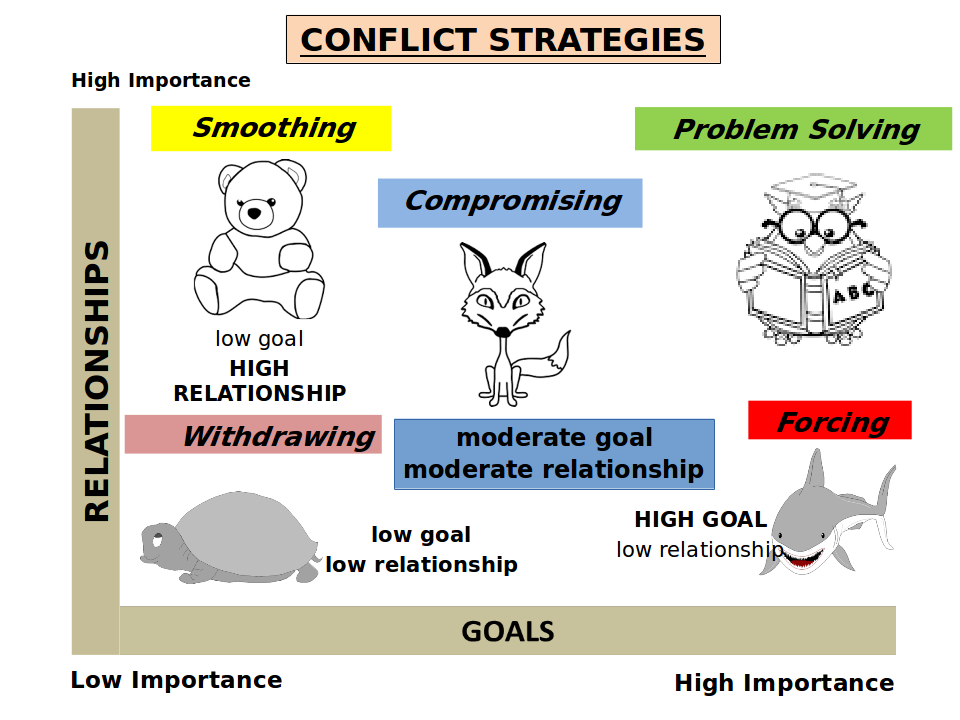 CONFLICT STRATEGIES
High Importance
Smoothing
Problem Solving
Compromising
RELATIONSHIPS
ABC
low goal
HIGH
RELATIONSHIP
Withdrawing
Forcing
moderate goal
moderate relationship
low goal
low relationship
HIGH GOAL
low relationship
GOALS
Low Importance
High Importance